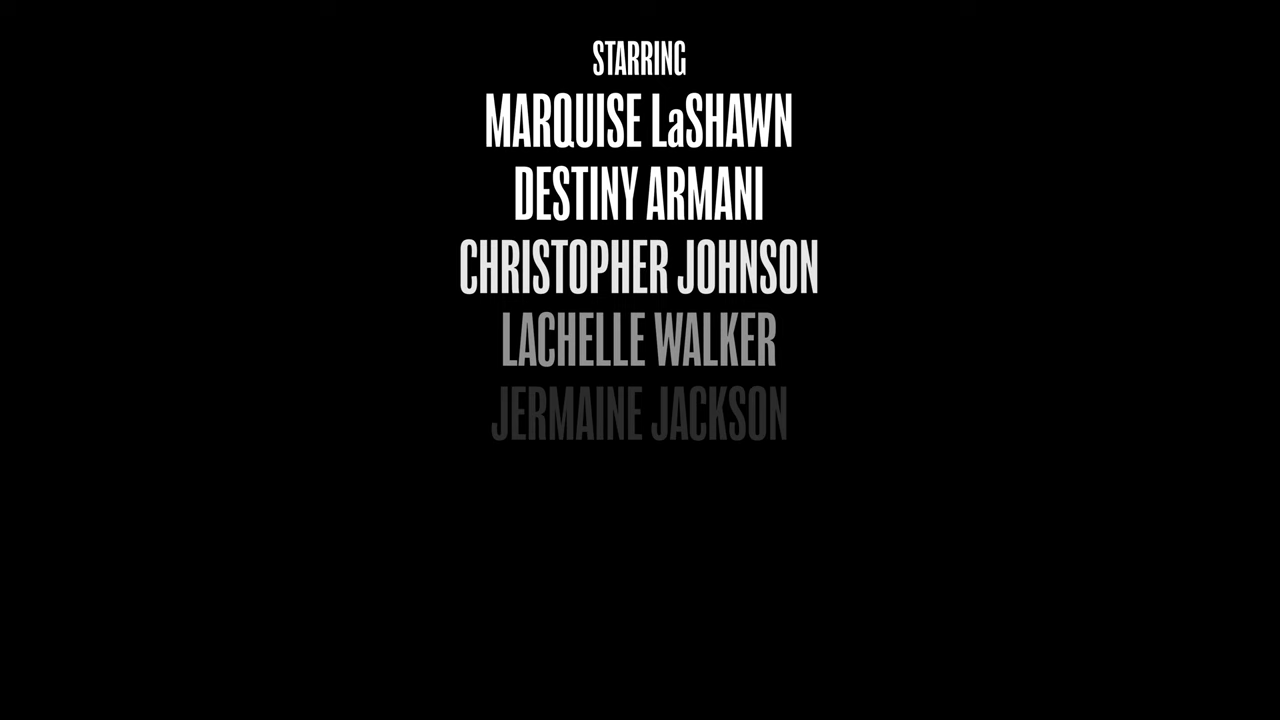 STARRING
MARQUISE LaSHAWN
DESTINY ARMANI
CHRISTOPHER JOHNSON
LACHELLE WALKER
JERMAINE JACKSON